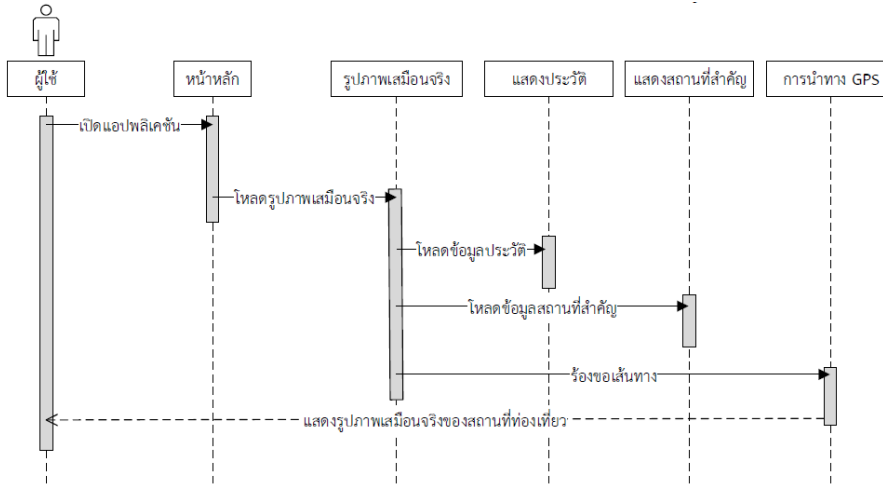 ผู้ใช้
หน้าหลัก
รูปภาพเสมือนจริง
แสดงประวัติ
แสดงสถานที่สำคัญ
การนำทาง GPS
เปิดแอปพลิเคชัน
โหลดรูปภาพเสมือนจริง
โหลดข้อมูลประวัติ
โหลดข้อมูลสถานที่สำคัญ
ร้องขอเส้นทาง
แสดงรูปภาพเสมือนจริงของสถานที่ท่องเที่ยว